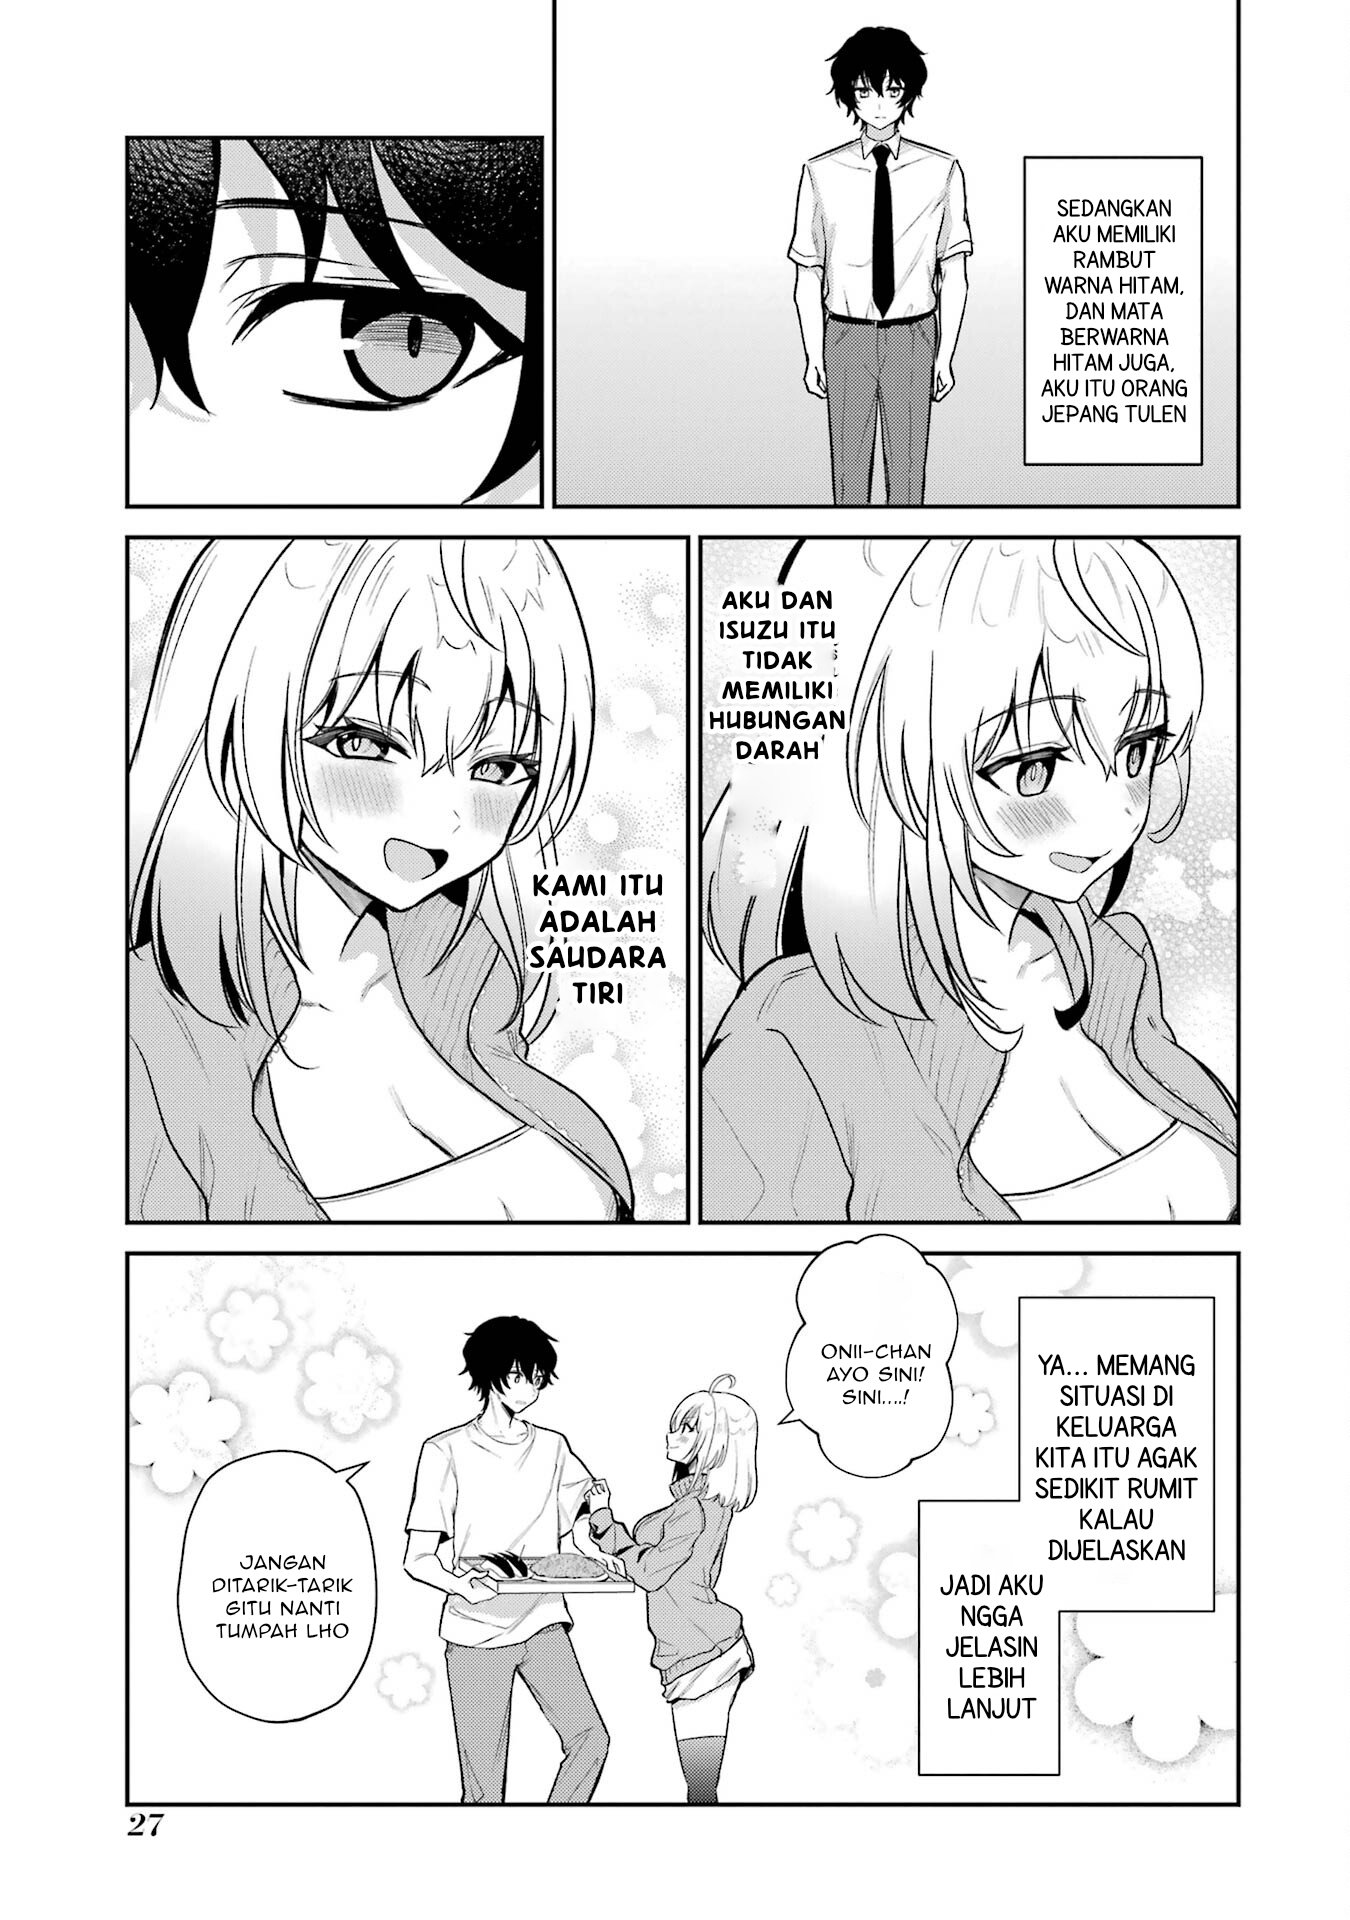 SEDANGKAN
AKU MEMILIKI
RAMBUT
WARNA HITAM,
DAN MATA
BERWARNA
HITAM JUGA,
AKU ITU ORANG
JEPANG TULEN
AKU DAN
ISUZU ITU
TIDAK
MEMILIKI
HUBUNGAN
DARAH
KAMI ITU
ADALAH
SAUDARA
TIRI
YA... MEMANG
SITUASI DI
KELUARGA
KITA ITU AGAK
SEDIKIT RUMIT
KALAU
DIJELASKAN
JADI AKU
NGGA
JELASIN
LEBIH
LANJUT
ONII-CHAN
AYO SINI!
SINI....!
JANGAN
DITARIK-TARIK
GITU NANTI
TUMPAH LHO
27